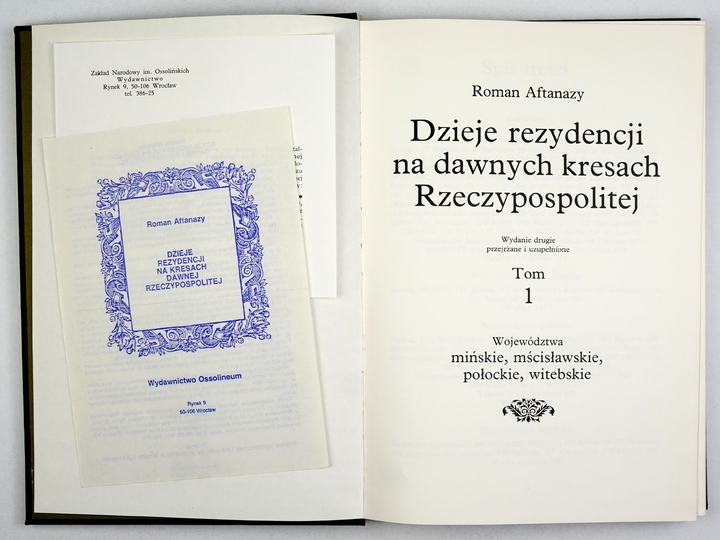 Zakład Narodowy im. Ossolińskich
Wydawnictwo
Rynek 9, 50-106 Wrocław
tel. 386-25
Roman Aftanazy
DZIEJE
REZYDENCJI
NA KRESACH
DAWNEJ
RZECZYPOSPOLITEJ
Wydawnictwo Ossolineum
Rynek 9
50-106 Wrocław
Roman Aftanazy
Dzieje rezydencji
na dawnych kresach
Rzeczypospolitej
Wydanie drugie
przejrzane i uzupełnione
Tom
1
Województwa
mińskie, mścisławskie,
połockie, witebskie